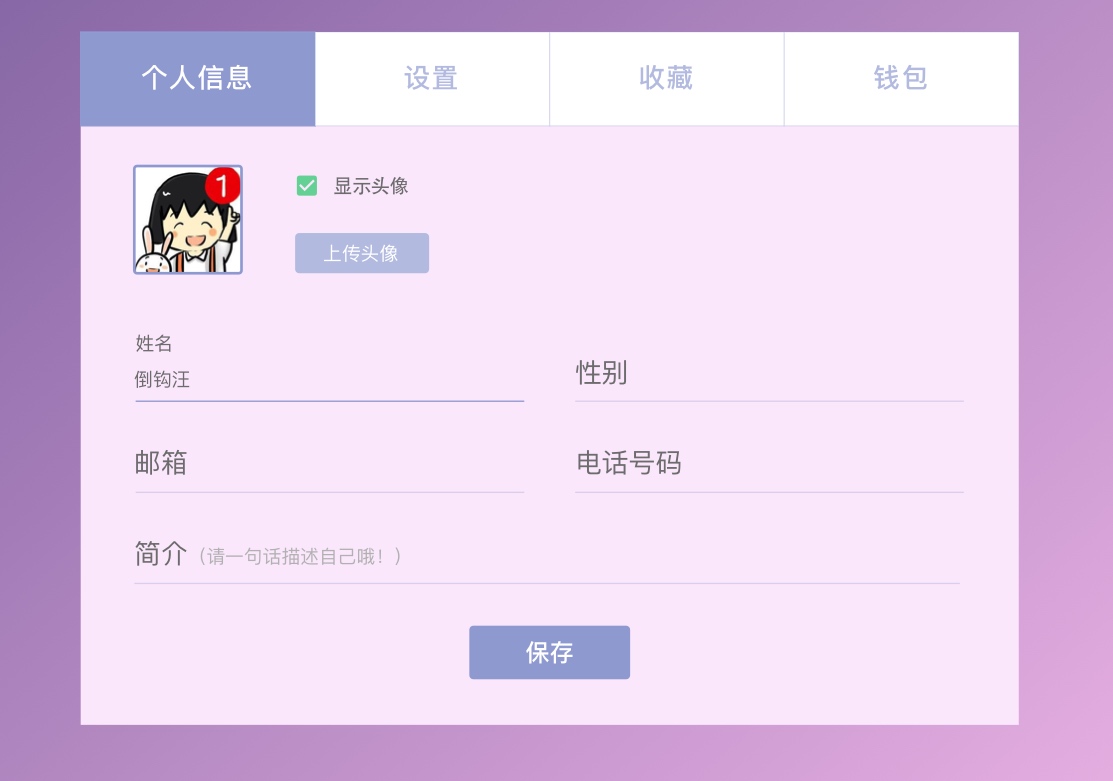 个人信息
设置
收藏
钱包
1
显示头像
上传头像
姓名
倒钩汪
性别
邮箱
电话号码
简介（请一句话描述自己哦！）
保存